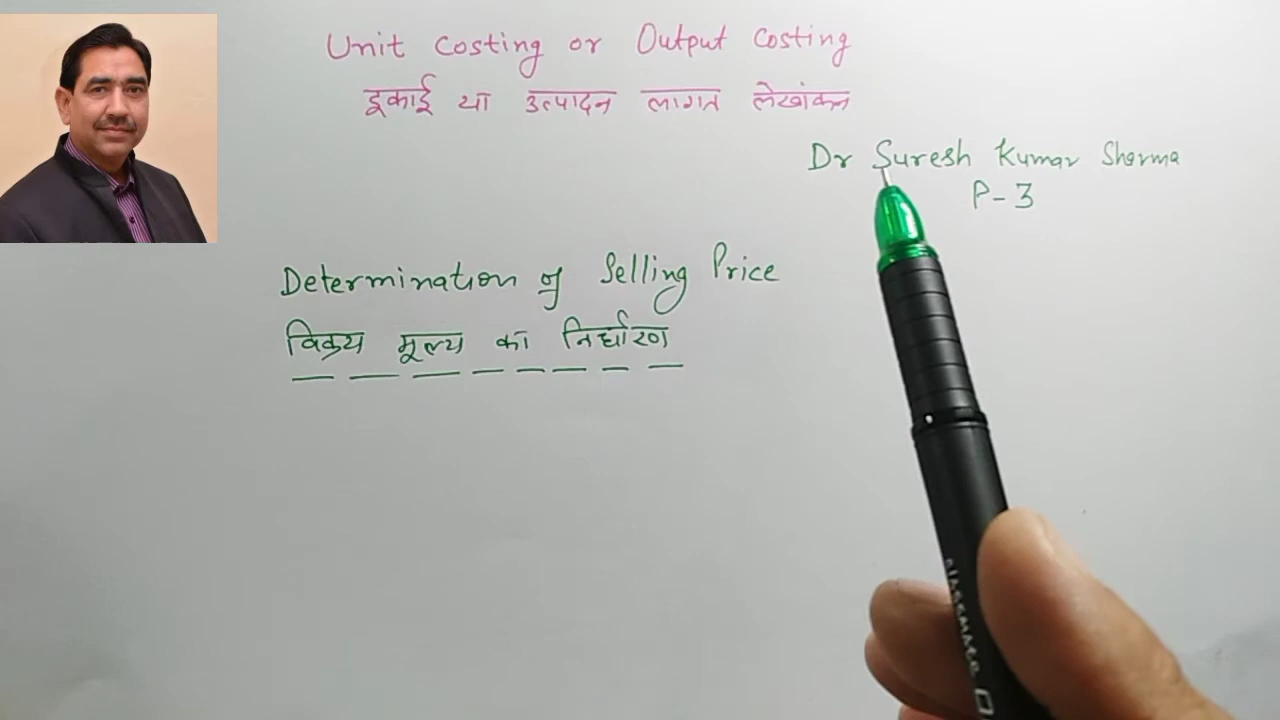 Unit Costing or Output Costing
इकाई या उत्पादन लागत लेखांकन
Dr Suresh Kumar Sharma
P-3
Determination of Selling Price
विक्रय मूल्य का निर्धारण
classmate